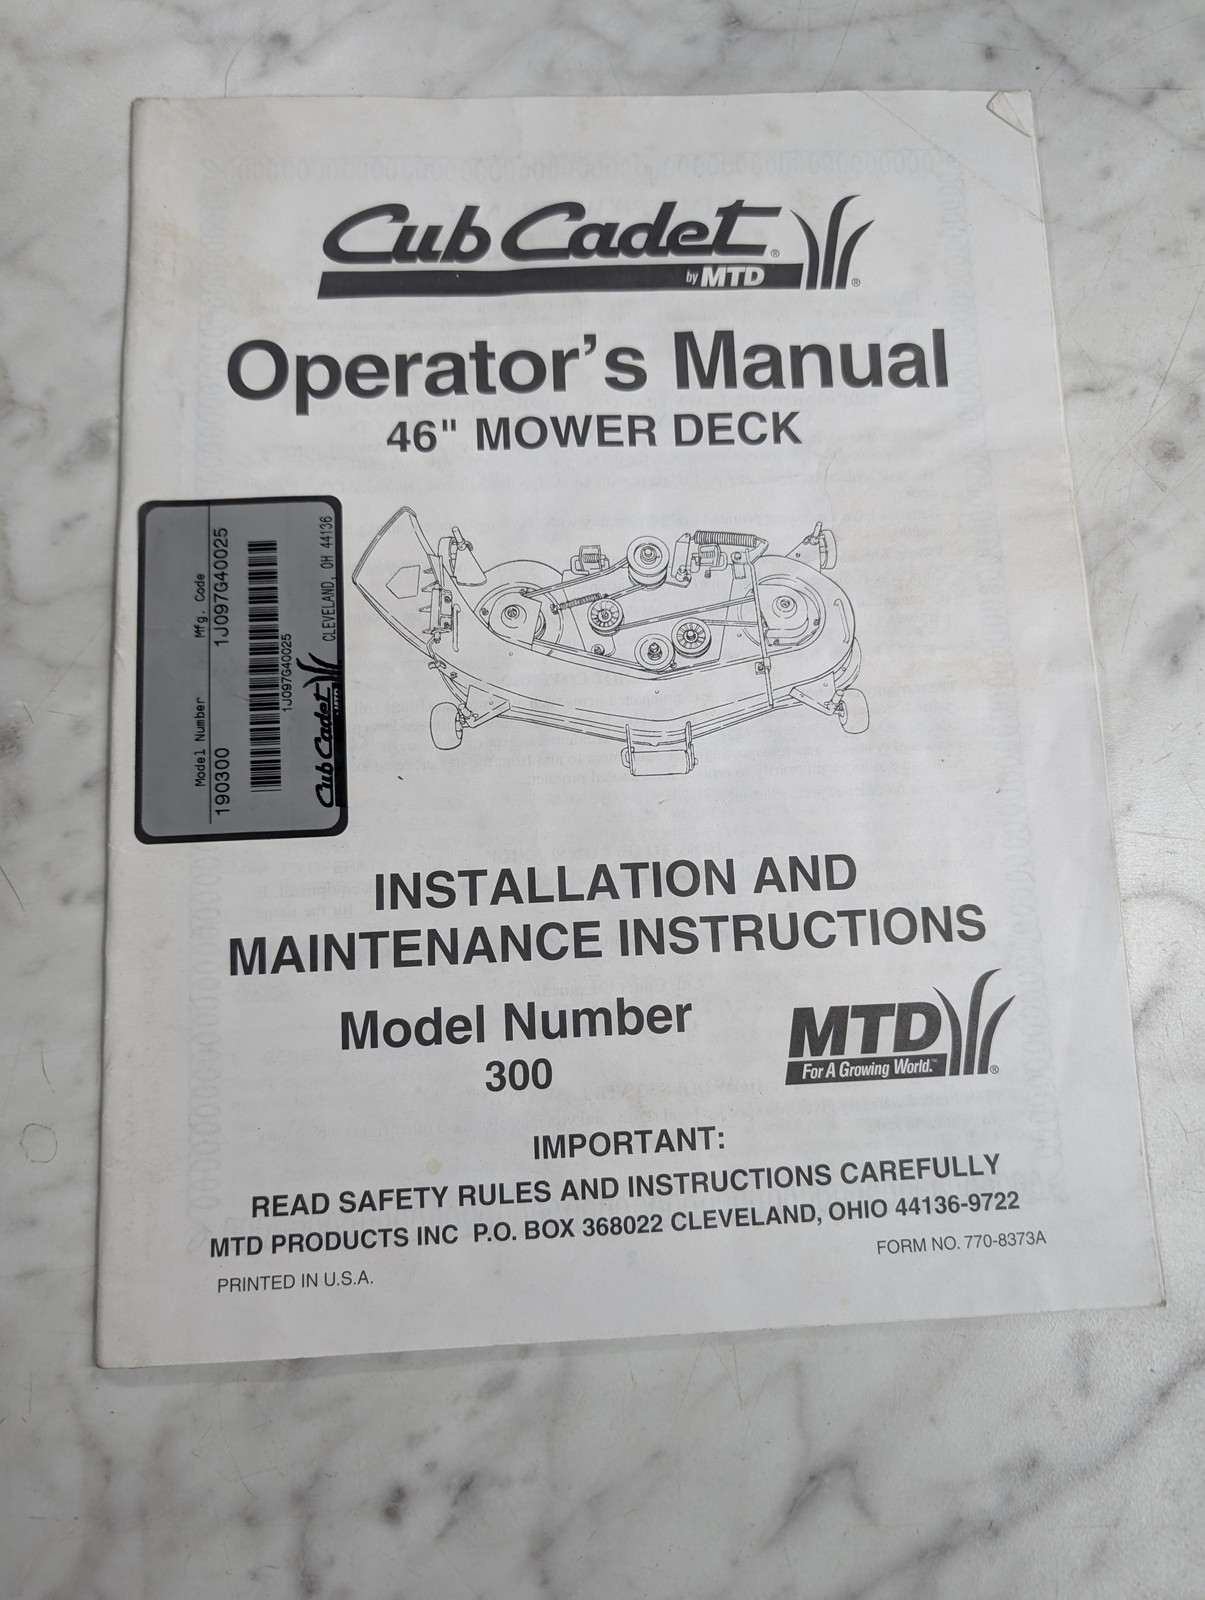 Cub Cadet®
by MTD ®
Operator's Manual
46" MOWER DECK
Model Number Mfg. Code
190300 1J097G40025
1J097G40025
Cub Cadet CLEVELAND, OH 44136
INSTALLATION AND
MAINTENANCE INSTRUCTIONS
Model Number
300
MTD
For A Growing World.™ ®
IMPORTANT:
READ SAFETY RULES AND INSTRUCTIONS CAREFULLY
MTD PRODUCTS INC P.O. BOX 368022 CLEVELAND, OHIO 44136-9722
PRINTED IN U.S.A.
FORM NO. 770-8373A